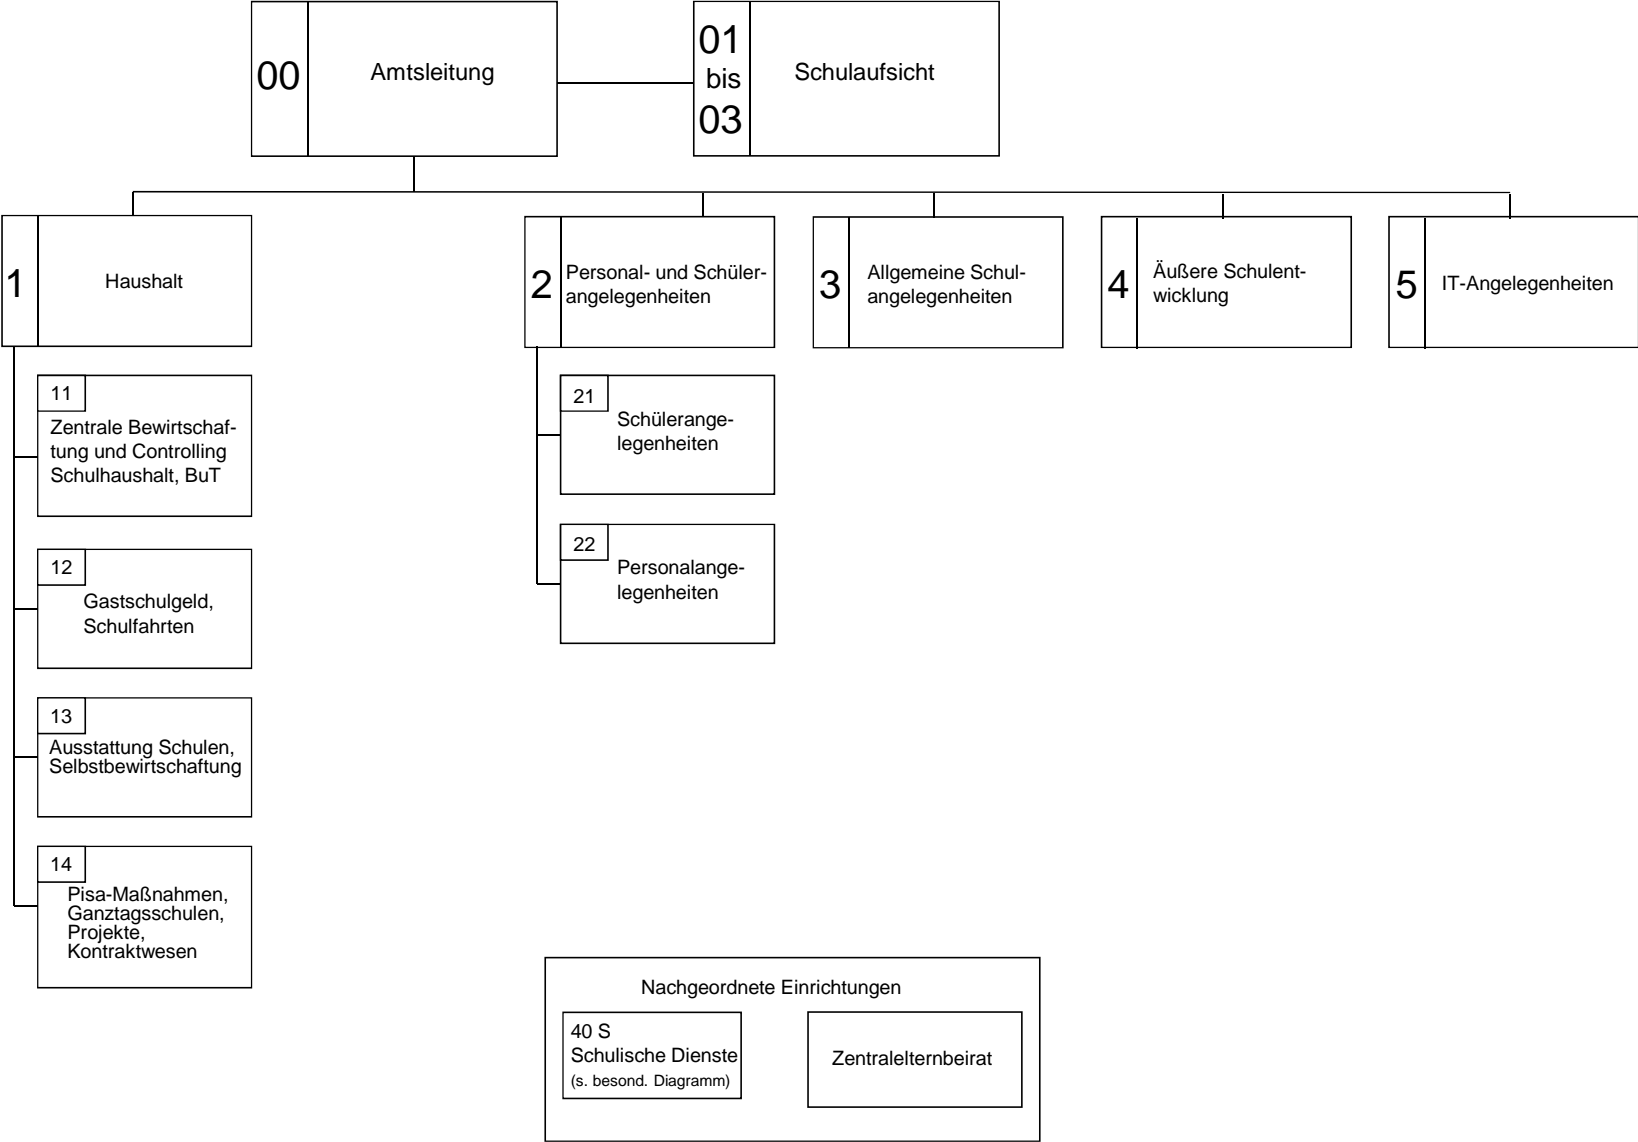 00
Amtsleitung
01
bis
03
Schulaufsicht
1
Haushalt
2
Personal- und Schüler-
angelegenheiten
3
Allgemeine Schul-
angelegenheiten
4
Äußere Schulent-
wicklung
5
IT-Angelegenheiten
11
Zentrale Bewirtschaf-
tung und Controlling
Schulhaushalt, BuT
12
Gastschulgeld,
Schulfahrten
13
Ausstattung Schulen,
Selbstbewirtschaftung
14
Pisa-Maßnahmen,
Ganztagsschulen,
Projekte,
Kontraktwesen
21
Schülerange-
legenheiten
22
Personalange-
legenheiten
Nachgeordnete Einrichtungen
40 S
Schulische Dienste
(s. besond. Diagramm)
Zentralelternbeirat